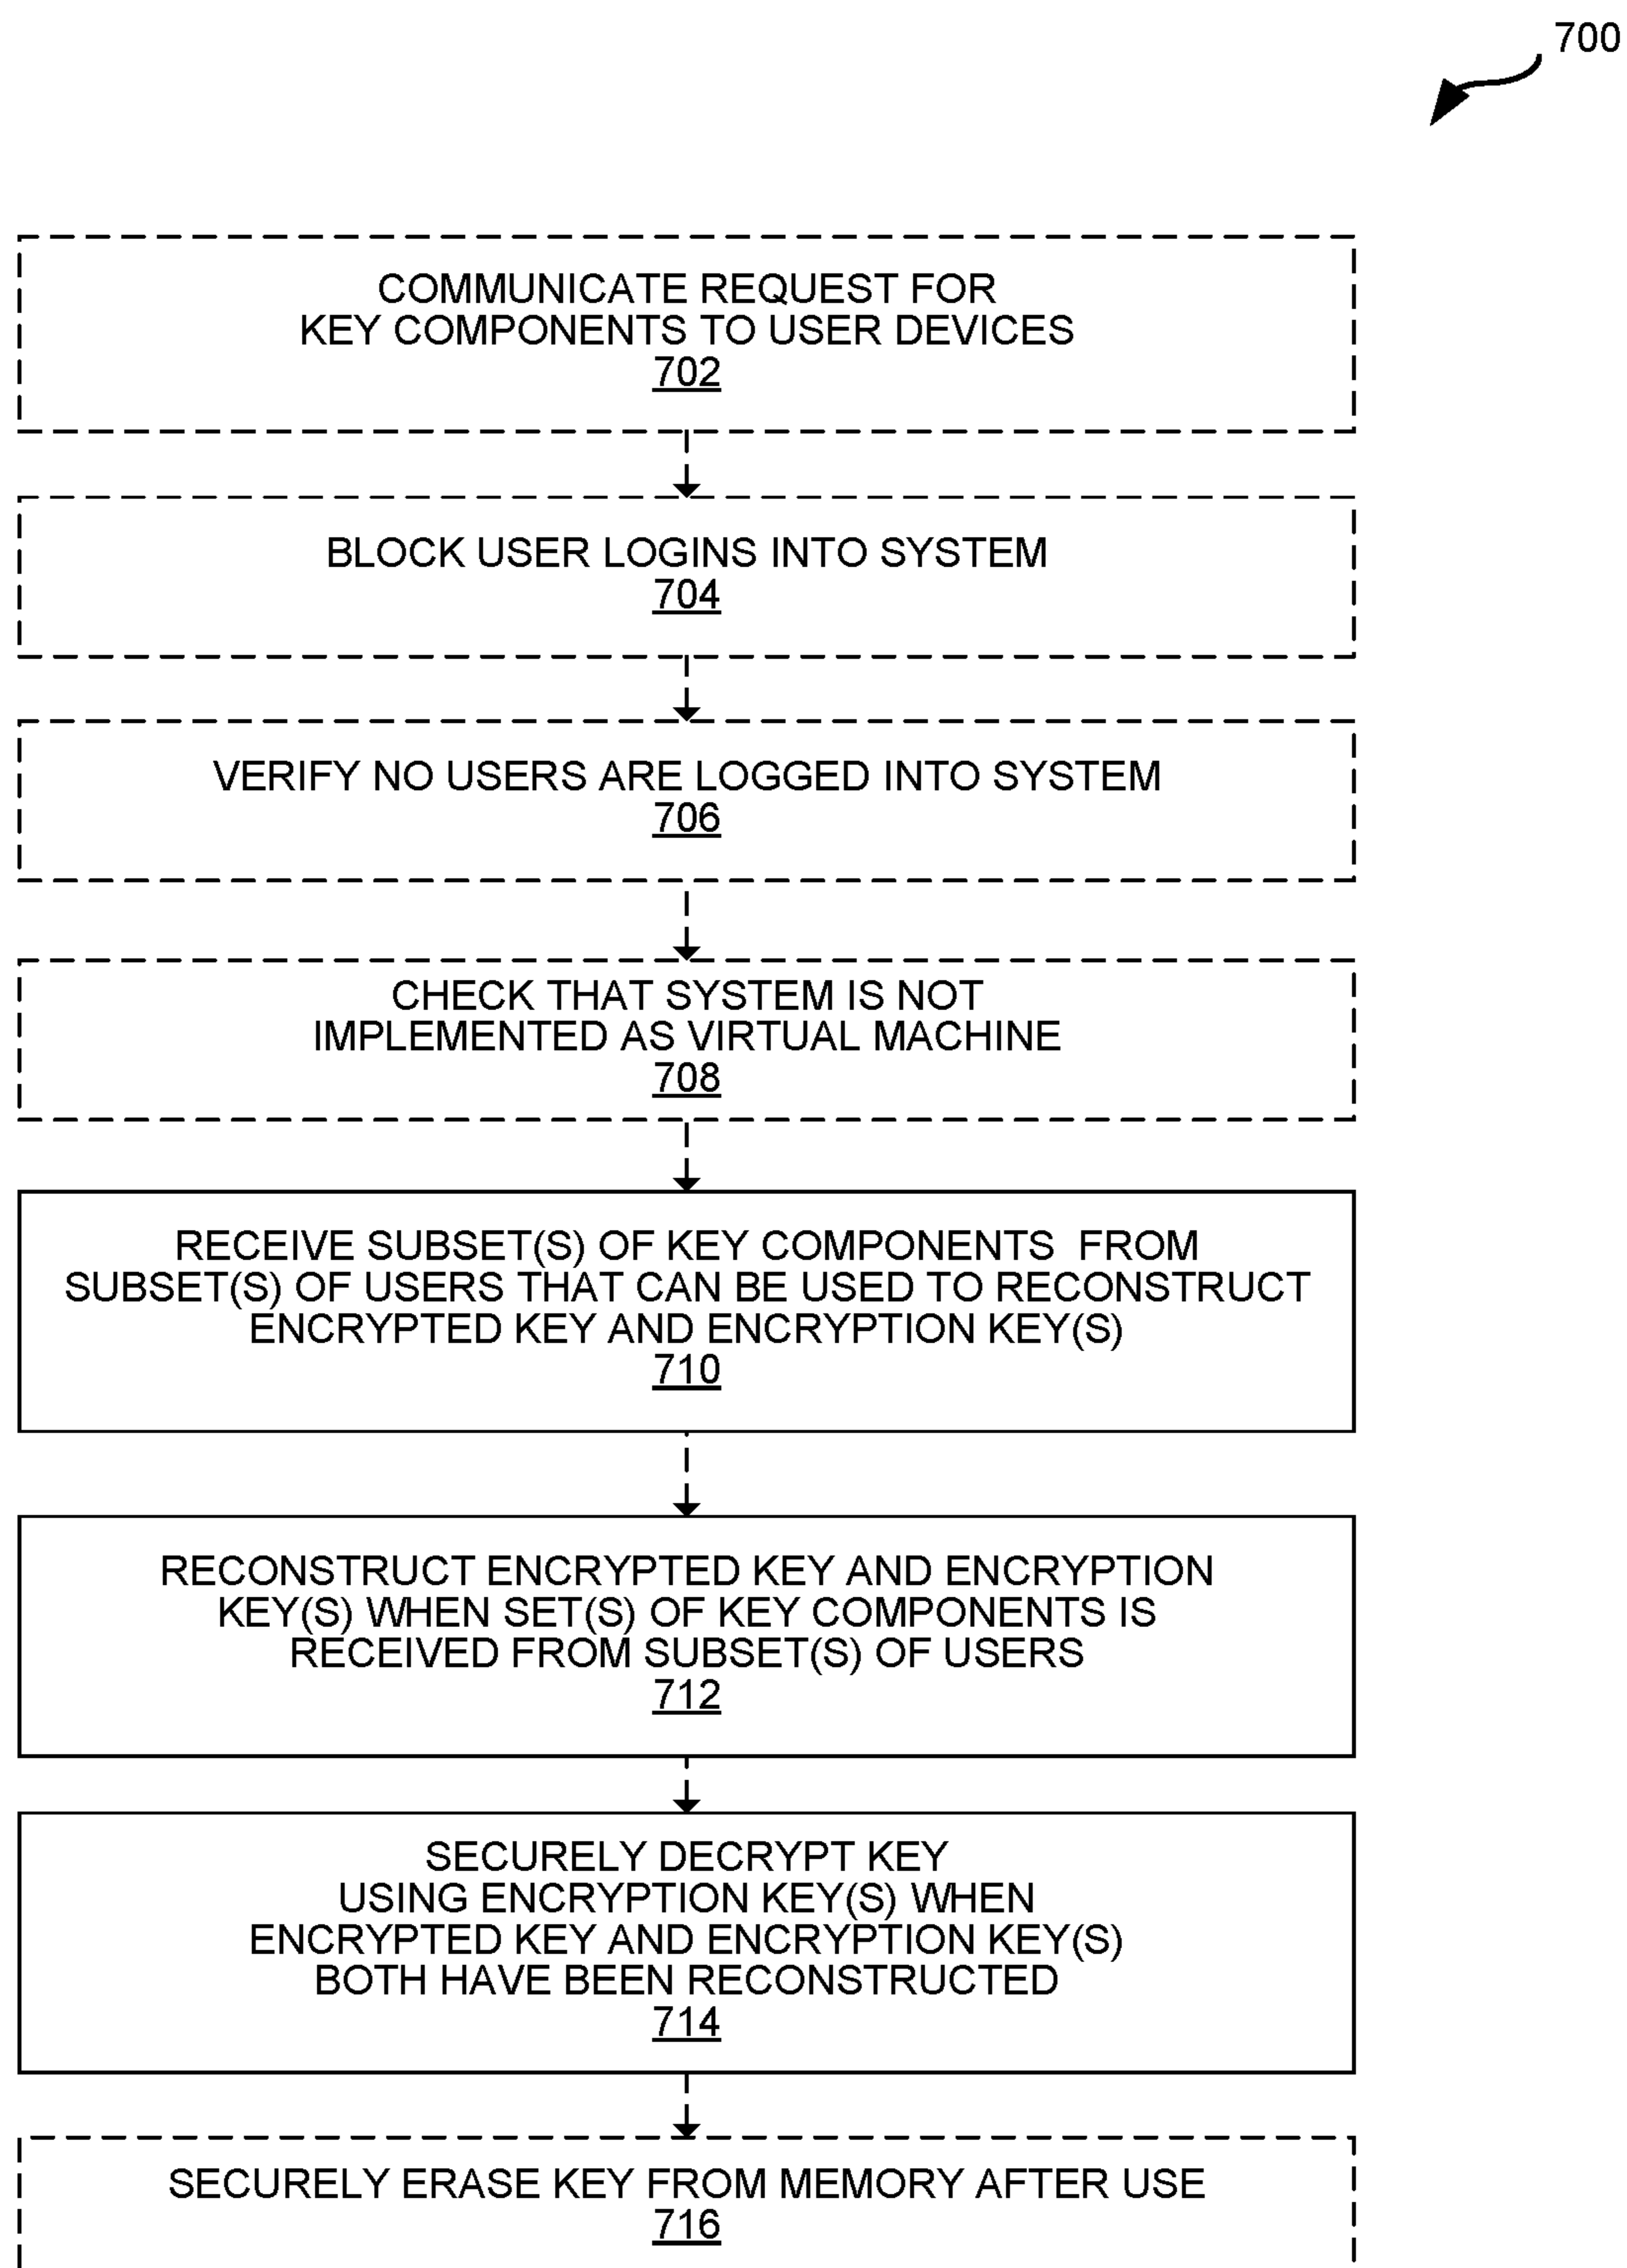 700
COMMUNICATE REQUEST FOR
KEY COMPONENTS TO USER DEVICES
702
BLOCK USER LOGINS INTO SYSTEM
704
VERIFY NO USERS ARE LOGGED INTO SYSTEM
706
CHECK THAT SYSTEM IS NOT
IMPLEMENTED AS VIRTUAL MACHINE
708
RECEIVE SUBSET(S) OF KEY COMPONENTS FROM
SUBSET(S) OF USERS THAT CAN BE USED TO RECONSTRUCT
ENCRYPTED KEY AND ENCRYPTION KEY(S)
710
RECONSTRUCT ENCRYPTED KEY AND ENCRYPTION
KEY(S) WHEN SET(S) OF KEY COMPONENTS IS
RECEIVED FROM SUBSET(S) OF USERS
712
SECURELY DECRYPT KEY
USING ENCRYPTION KEY(S) WHEN
ENCRYPTED KEY AND ENCRYPTION KEY(S)
BOTH HAVE BEEN RECONSTRUCTED
714
SECURELY ERASE KEY FROM MEMORY AFTER USE
716